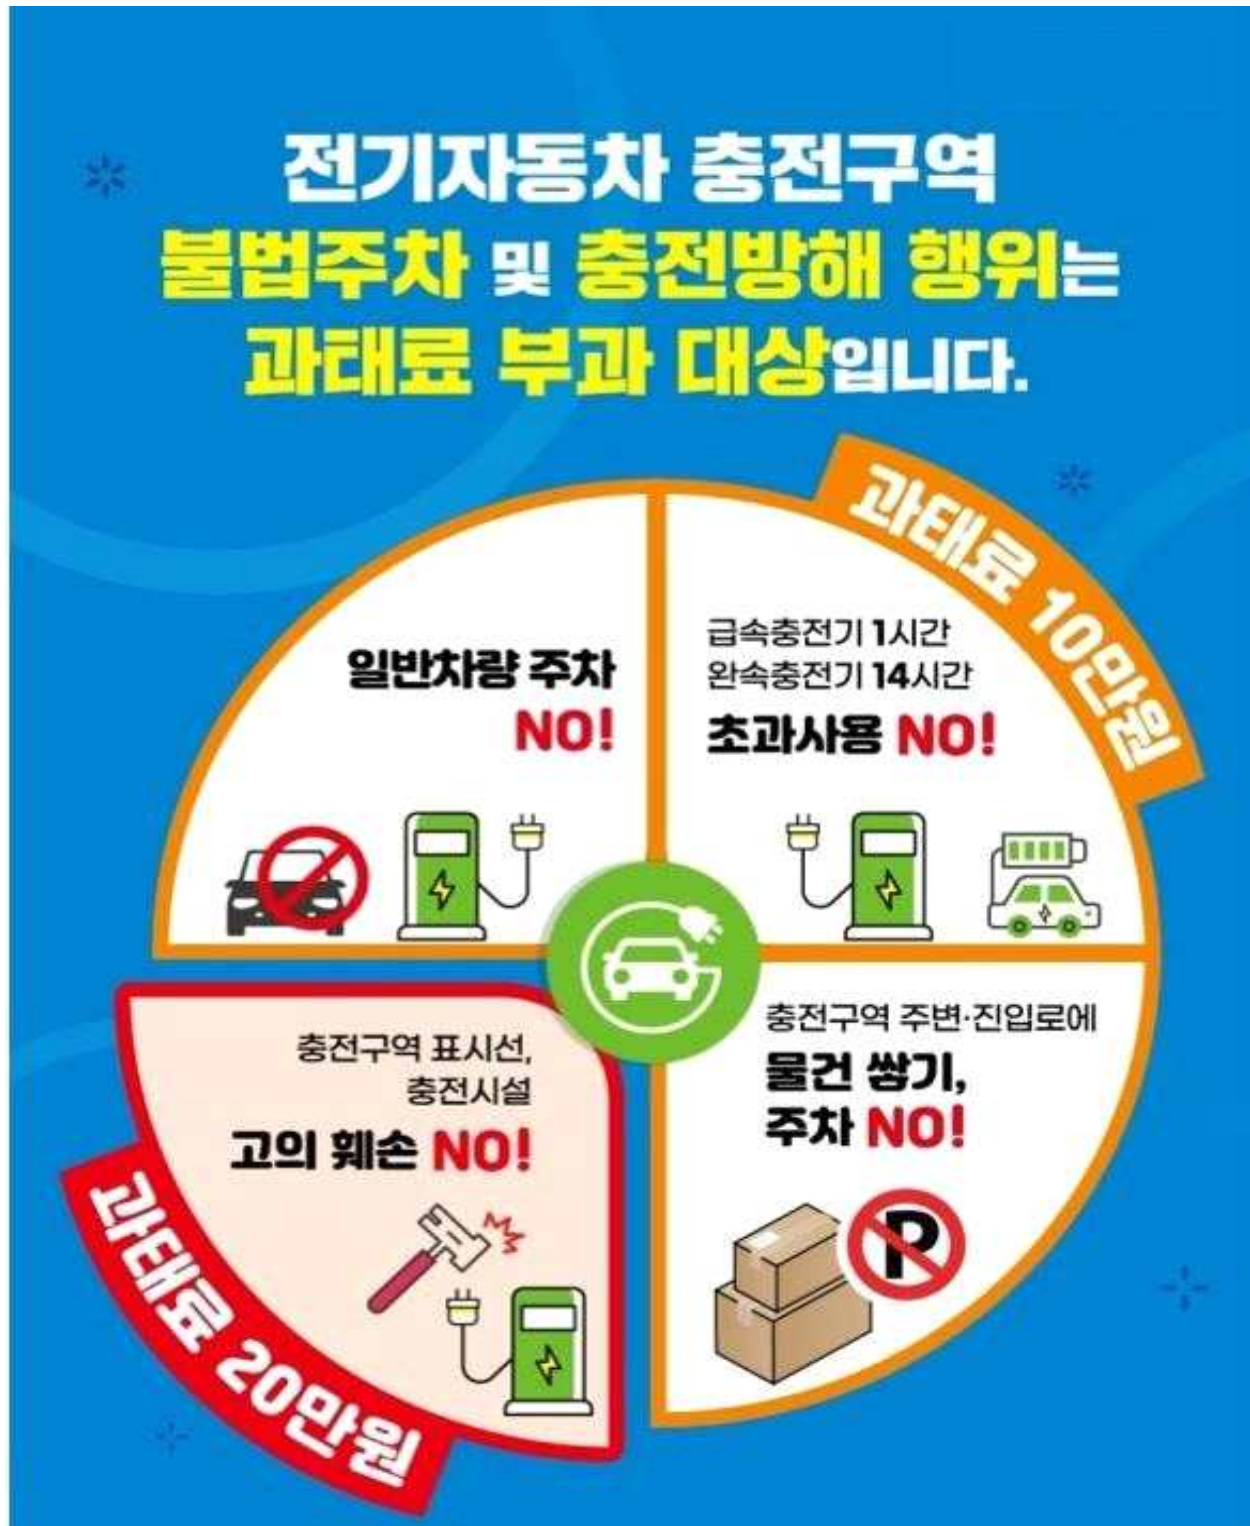 전기자동차 충전구역
불법주차 및 충전방해 행위는
과태료 부과 대상입니다.
과태료 10만원
일반차량 주차
NO!
급속충전기 1시간
완속충전기 14시간
초과사용 NO!
충전구역 표시선,
충전시설
고의 훼손 NO!
충전구역 주변·진입로에
물건 쌓기,
주차 NO!
P
과태료 20만원